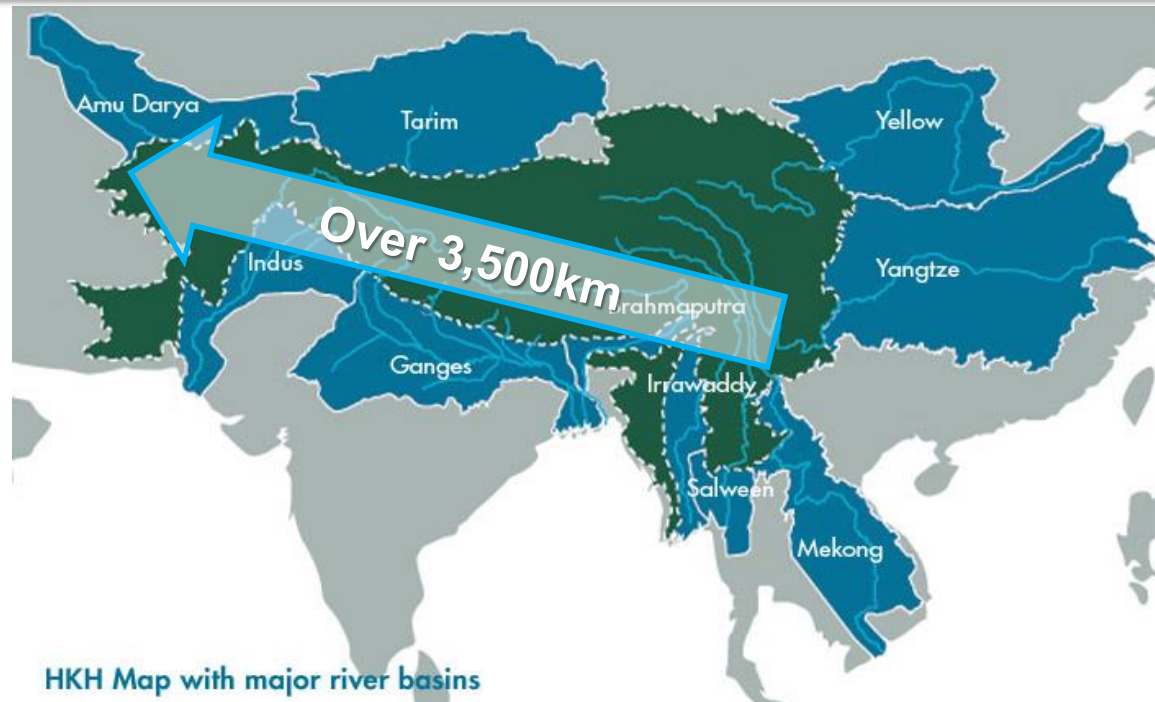 Amu Darya
Tarim
Yellow
Over 3,500km
Indus
Yangtze
Brahmaputra
Ganges
Irrawaddy
Salween
Mekong
HKH Map with major river basins